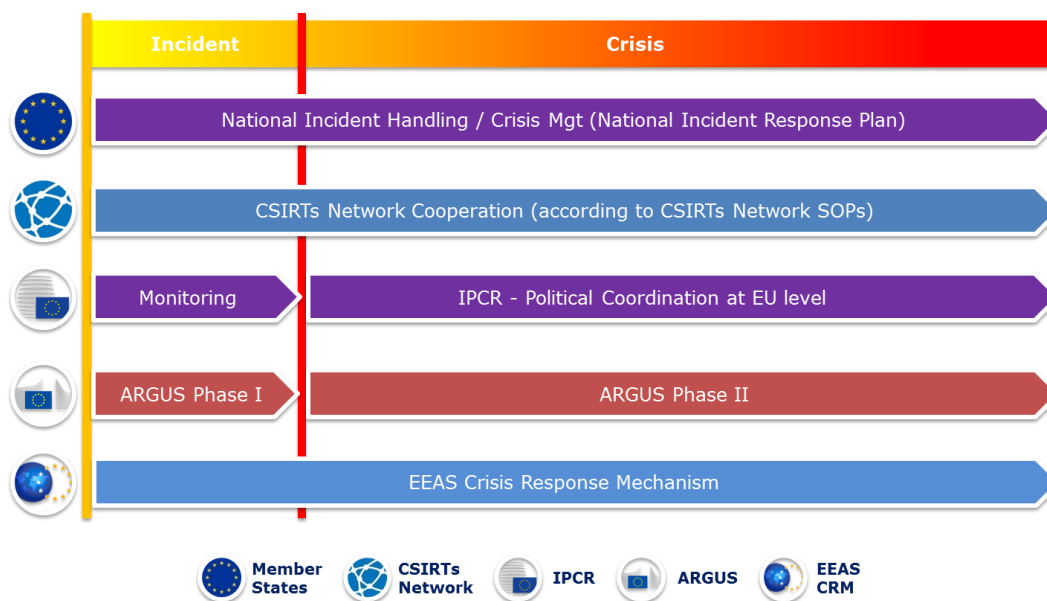 Incident
Crisis
National Incident Handling / Crisis Mgt (National Incident Response Plan)
CSIRTs Network Cooperation (according to CSIRTs Network SOPs)
Monitoring
IPCR - Political Coordination at EU level
ARGUS Phase I
ARGUS Phase II
EEAS Crisis Response Mechanism
Member
States
CSIRTs
Network
IPCR
ARGUS
EEAS
CRM